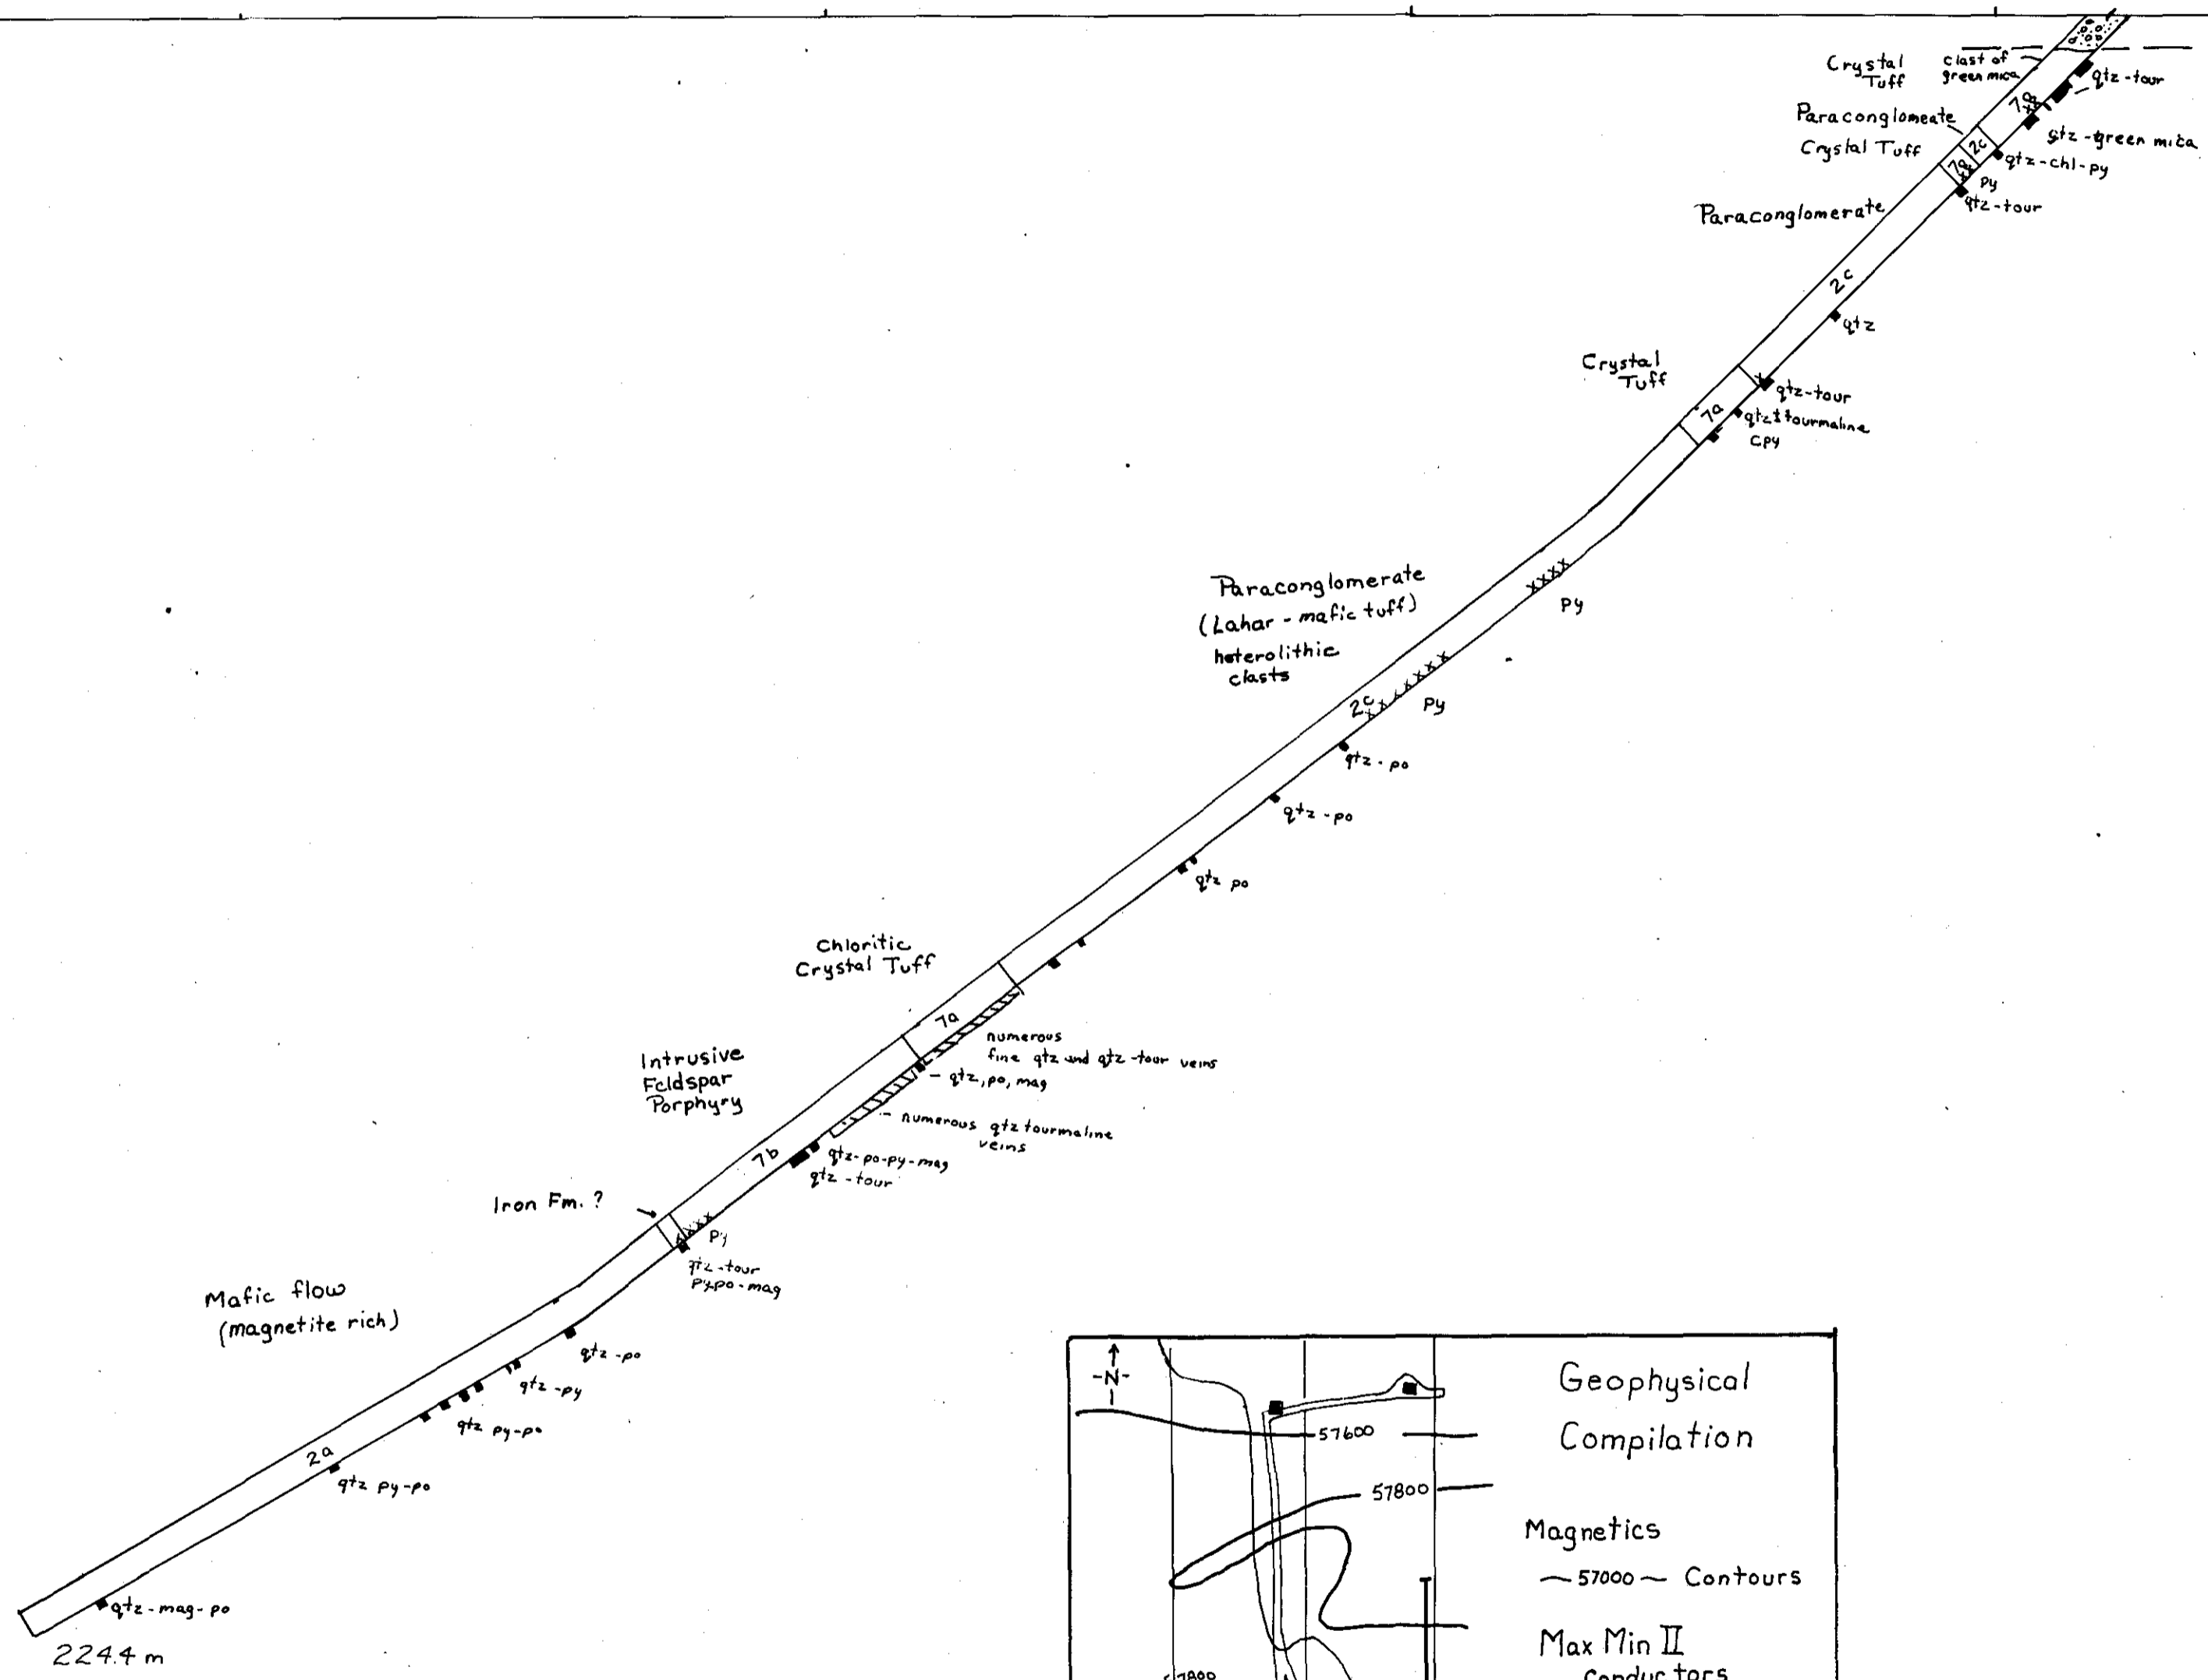 Crystal
Tuff
clast of
green mica
qtz-tour
7a
qtz-green mica
Paraconglomeate
2c
Crystal Tuff
qtz-chl-py
7a
py
qtz-tour
Paraconglomerate
2c
qtz
Crystal
Tuff
qtz-tour
7a
qtz±tourmaline
cpy
xxxx
py
Paraconglomerate
(Lahar - mafic tuff)
heterolithic
clasts
2c
py
qtz-po
qtz-po
qtz po
Chloritic
Crystal Tuff
7a
numerous
fine qtz and qtz-tour veins
- qtz, po, mag
Intrusive
Feldspar
Porphyry
- numerous qtz tourmaline
veins
7b
qtz-po-py-mag
qtz-tour
Iron Fm. ?
py
qtz-tour
py-po-mag
Mafic flow
(magnetite rich)
qtz-po
qtz-py
qtz py-po
2a
qtz py-po
qtz-mag-po
224.4 m
-N-
57600
57800
57800
Geophysical
Compilation
Magnetics
57000 Contours
Max Min II
Conductors